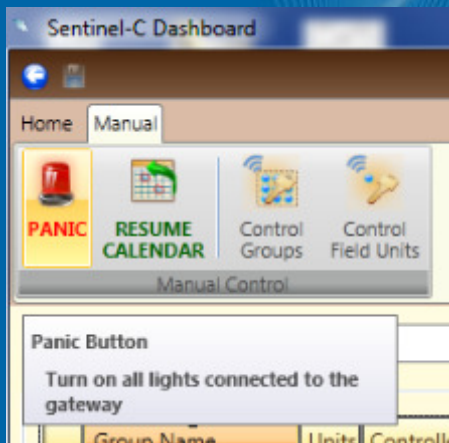 Sentinel-C Dashboard
Home Manual
PANIC RESUME CALENDAR Control Groups Control Field Units
Manual Control
Panic Button
Turn on all lights connected to the
gateway
Group Name Units